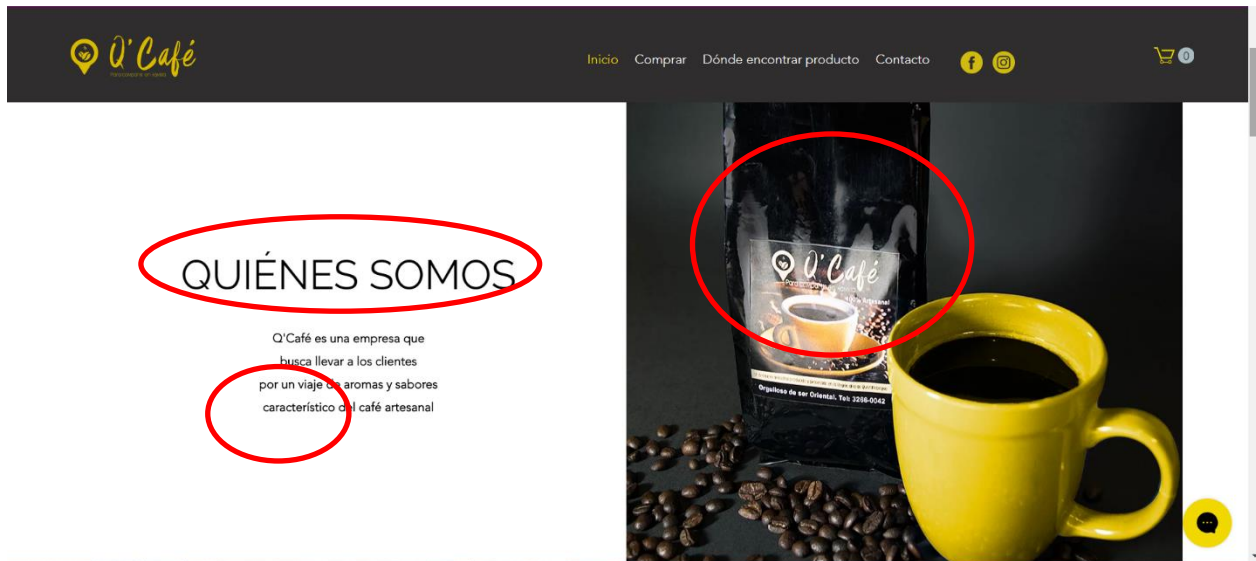 Q'Café
Inicio Comprar Dónde encontrar producto Contacto
0
QUIÉNES SOMOS
Q'Café es una empresa que
busca llevar a los clientes
por un viaje de aromas y sabores
característico del café artesanal
Q'Café
100% Artesanal
Orgulloso de ser Oriental. Tel: 3266-0042